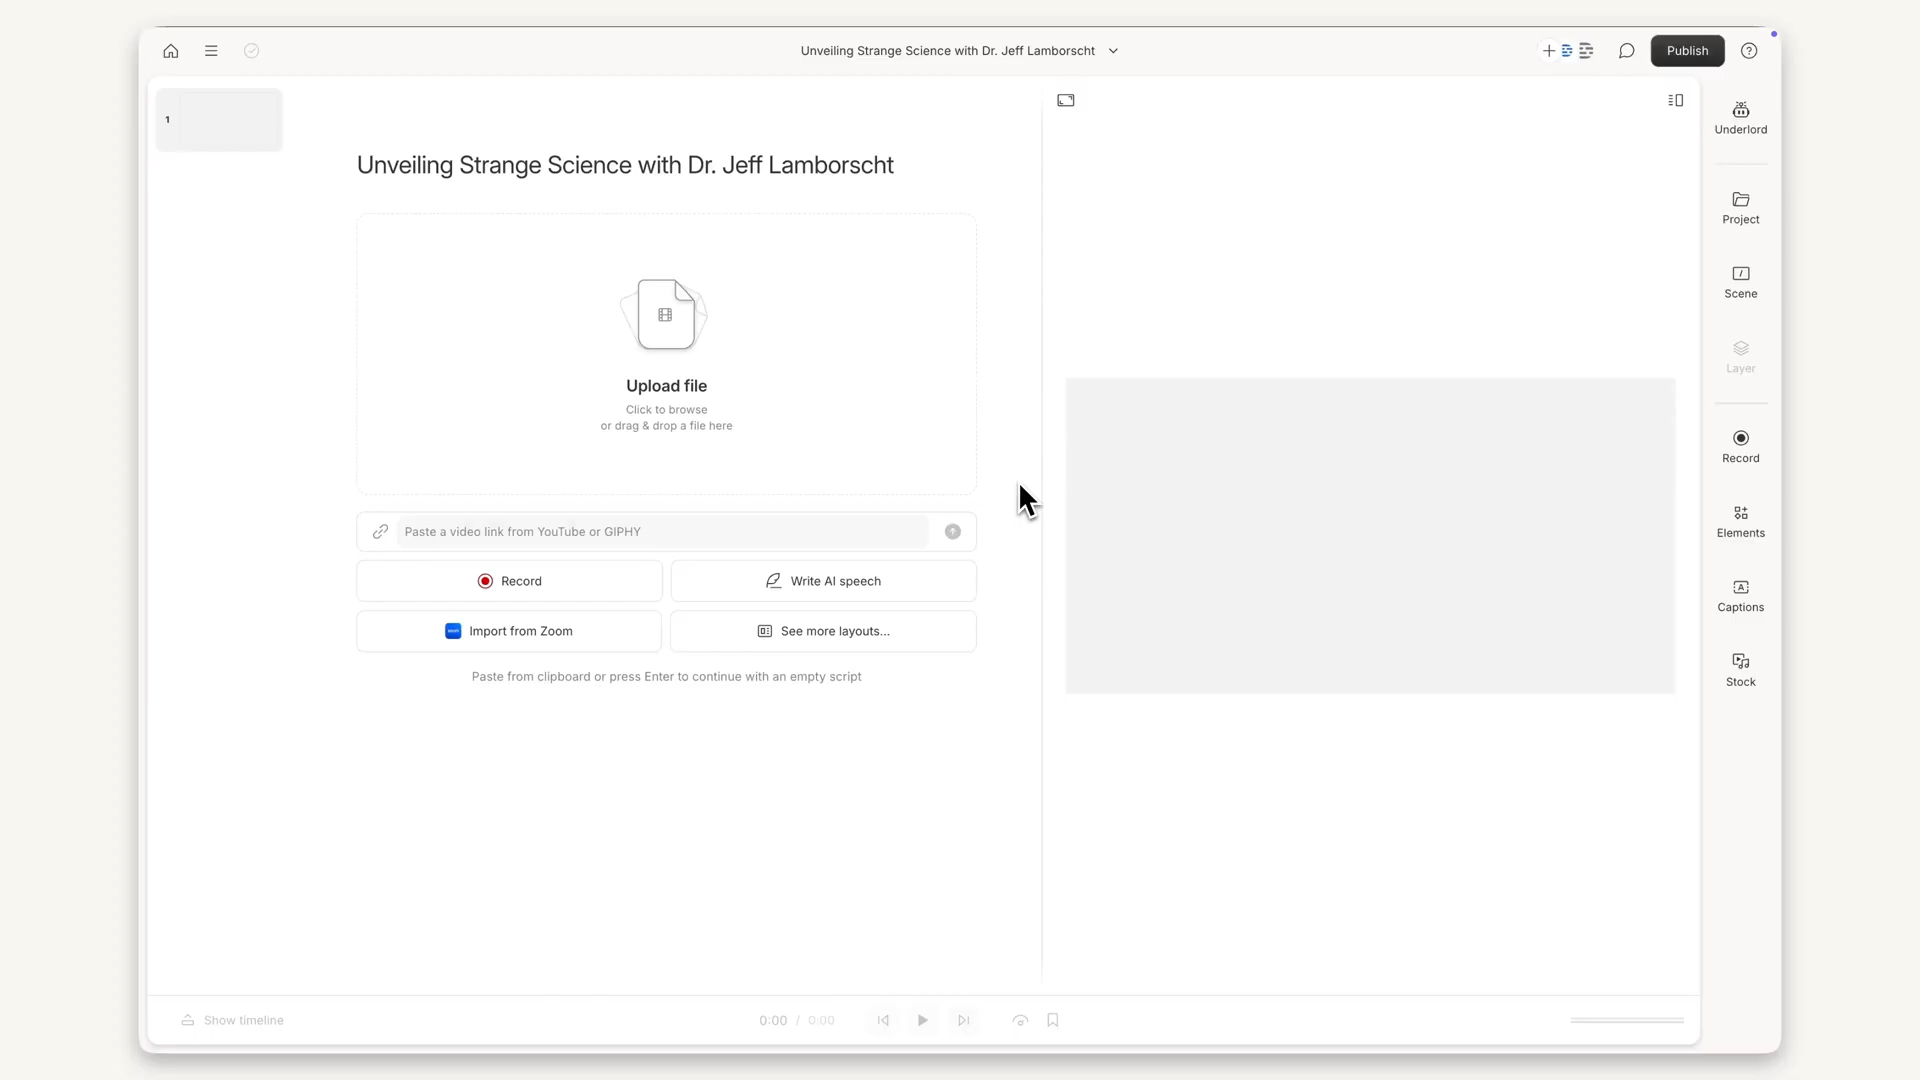 Unveiling Strange Science with Dr. Jeff Lamborscht
Publish
1
Unveiling Strange Science with Dr. Jeff Lamborscht
Upload file
Click to browse
or drag & drop a file here
Paste a video link from YouTube or GIPHY
Record
Write AI speech
Import from Zoom
See more layouts...
Paste from clipboard or press Enter to continue with an empty script
Underlord
Project
Scene
Layer
Record
Elements
Captions
Stock
Show timeline
0:00 / 0:00